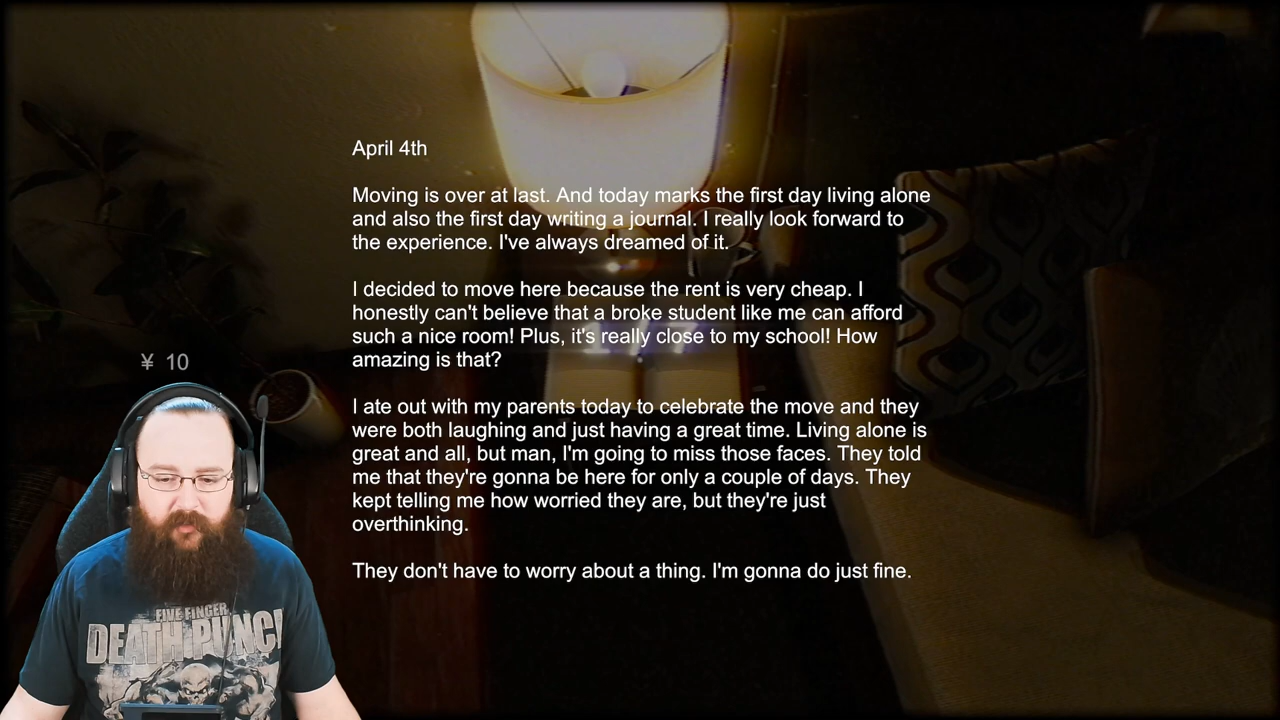 April 4th
Moving is over at last. And today marks the first day living alone
and also the first day writing a journal. I really look forward to
the experience. I've always dreamed of it.
I decided to move here because the rent is very cheap. I
honestly can't believe that a broke student like me can afford
such a nice room! Plus, it's really close to my school! How
amazing is that?
¥ 10
I ate out with my parents today to celebrate the move and they
were both laughing and just having a great time. Living alone is
great and all, but man, I'm going to miss those faces. They told
me that they're gonna be here for only a couple of days. They
kept telling me how worried they are, but they're just
overthinking.
They don't have to worry about a thing. I'm gonna do just fine.
FIVE FINGER
DEATH PUNCH